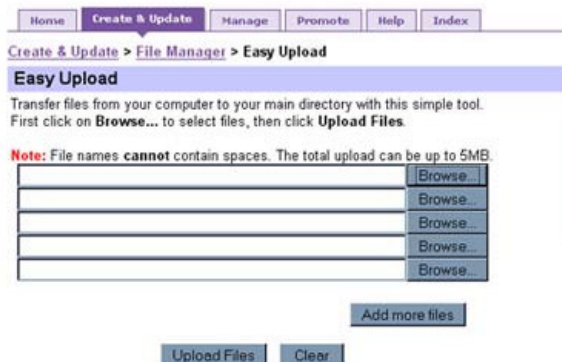 Home Create & Update Manage Promote Help Index
Create & Update > File Manager > Easy Upload
Easy Upload
Transfer files from your computer to your main directory with this simple tool.
First click on Browse... to select files, then click Upload Files.
Note: File names cannot contain spaces. The total upload can be up to 5MB.
Browse...
Browse...
Browse...
Browse...
Browse...
Add more files
Upload Files Clear